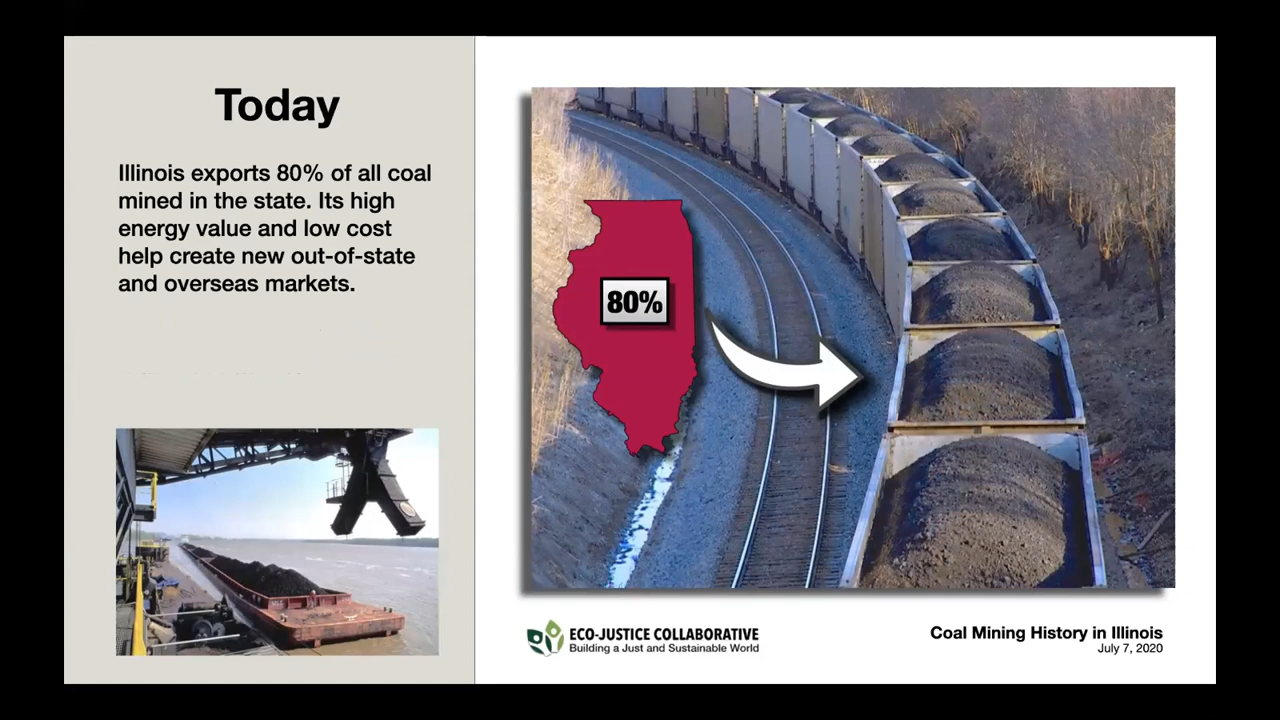 Today
Illinois exports 80% of all coal
mined in the state. Its high
energy value and low cost
help create new out-of-state
and overseas markets.
80%
ECO-JUSTICE COLLABORATIVE
Building a Just and Sustainable World
Coal Mining History in Illinois
July 7, 2020